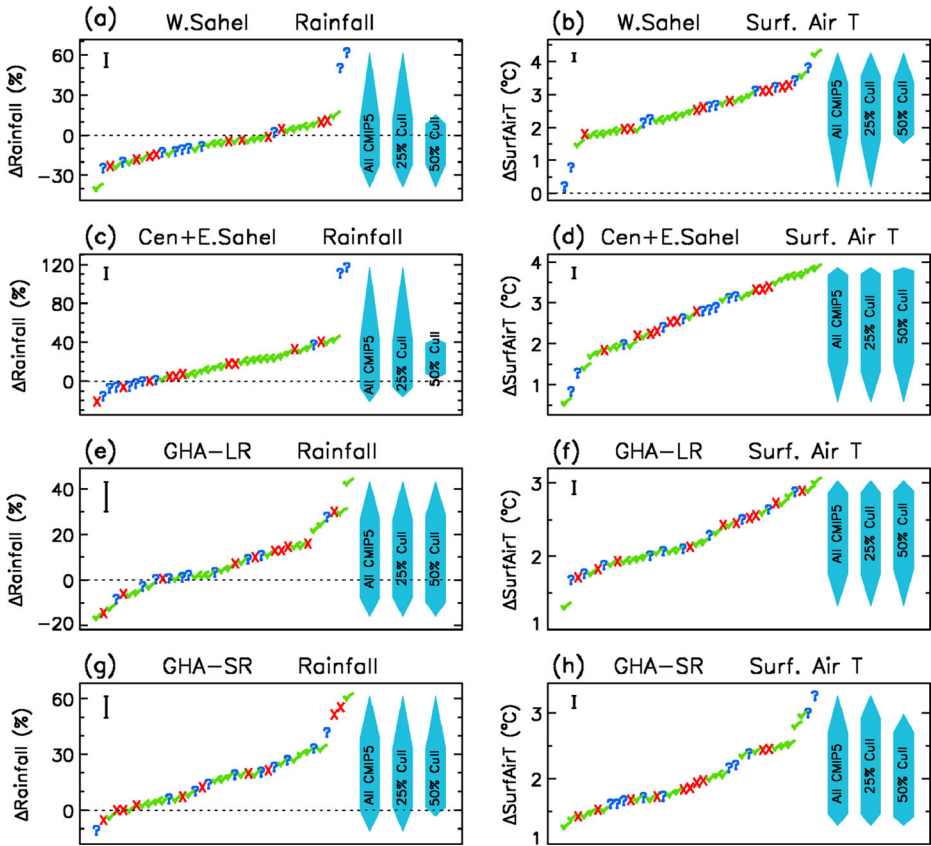 (a) W.Sahel Rainfall
ΔRainfall (%)
60
30
0
−30
All CMIP5
25% Cull
50% Cull
(b) W.Sahel Surf. Air T
ΔSurfAirT (°C)
4
3
2
1
0
All CMIP5
25% Cull
50% Cull
(c) Cen+E.Sahel Rainfall
ΔRainfall (%)
120
80
40
0
All CMIP5
25% Cull
50% Cull
(d) Cen+E.Sahel Surf. Air T
ΔSurfAirT (°C)
4
3
2
1
All CMIP5
25% Cull
50% Cull
(e) GHA−LR Rainfall
ΔRainfall (%)
40
20
0
−20
All CMIP5
25% Cull
50% Cull
(f) GHA−LR Surf. Air T
ΔSurfAirT (°C)
3
2
1
All CMIP5
25% Cull
50% Cull
(g) GHA−SR Rainfall
ΔRainfall (%)
60
30
0
All CMIP5
25% Cull
50% Cull
(h) GHA−SR Surf. Air T
ΔSurfAirT (°C)
3
2
1
All CMIP5
25% Cull
50% Cull